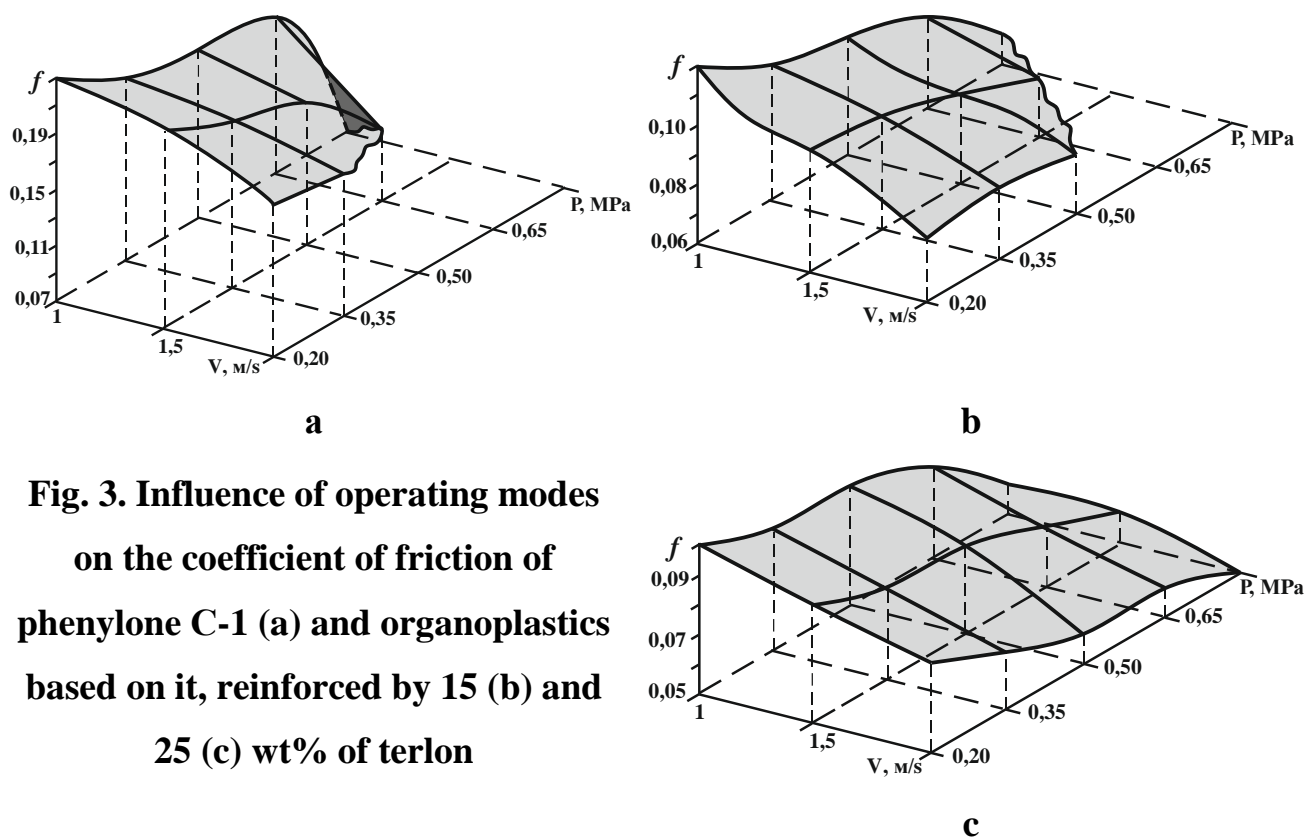 f
0,19
0,15
0,11
0,07
1
1,5
V, м/s
0,20
0,35
0,50
0,65
P, MPa
a
f
0,10
0,08
0,06
1
1,5
V, м/s
0,20
0,35
0,50
0,65
P, MPa
b
Fig. 3. Influence of operating modes
on the coefficient of friction of
phenylone C-1 (a) and organoplastics
based on it, reinforced by 15 (b) and
25 (c) wt% of terlon
f
0,09
0,07
0,05
1
1,5
V, м/s
0,20
0,35
0,50
0,65
P, MPa
c